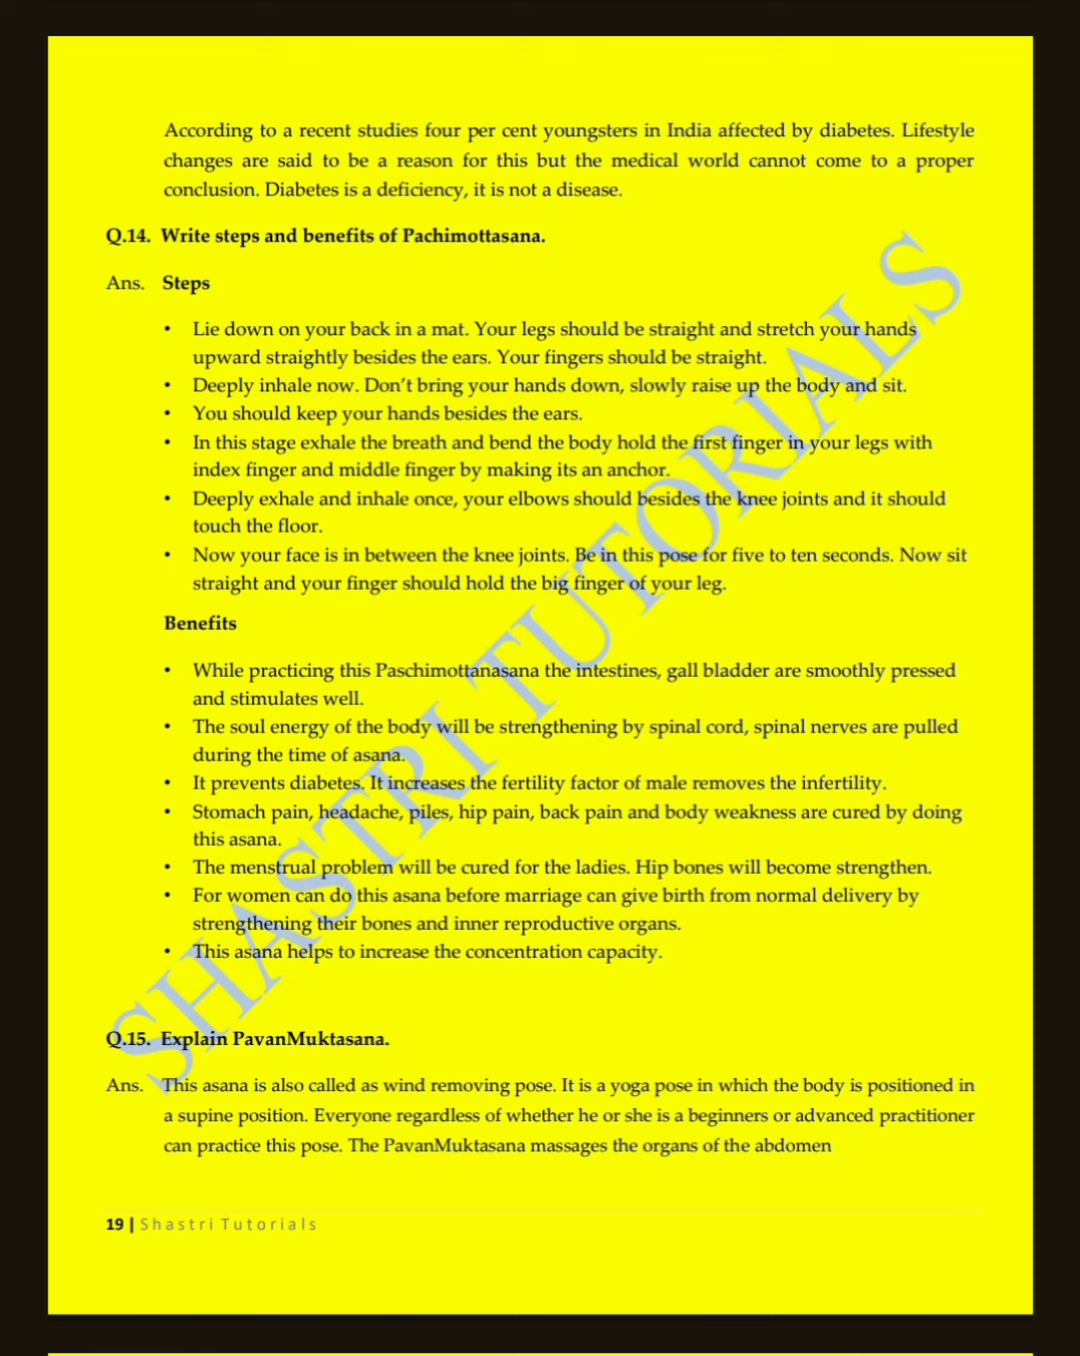 According to a recent studies four per cent youngsters in India affected by diabetes. Lifestyle
changes are said to be a reason for this but the medical world cannot come to a proper
conclusion. Diabetes is a deficiency, it is not a disease.
Q.14. Write steps and benefits of Pachimottasana.
Ans. Steps
• Lie down on your back in a mat. Your legs should be straight and stretch your hands
upward straightly besides the ears. Your fingers should be straight.
• Deeply inhale now. Don’t bring your hands down, slowly raise up the body and sit.
• You should keep your hands besides the ears.
• In this stage exhale the breath and bend the body hold the first finger in your legs with
index finger and middle finger by making its an anchor.
• Deeply exhale and inhale once, your elbows should besides the knee joints and it should
touch the floor.
• Now your face is in between the knee joints. Be in this pose for five to ten seconds. Now sit
straight and your finger should hold the big finger of your leg.
Benefits
• While practicing this Paschimottanasana the intestines, gall bladder are smoothly pressed
and stimulates well.
• The soul energy of the body will be strengthening by spinal cord, spinal nerves are pulled
during the time of asana.
• It prevents diabetes. It increases the fertility factor of male removes the infertility.
• Stomach pain, headache, piles, hip pain, back pain and body weakness are cured by doing
this asana.
• The menstrual problem will be cured for the ladies. Hip bones will become strengthen.
• For women can do this asana before marriage can give birth from normal delivery by
strengthening their bones and inner reproductive organs.
• This asana helps to increase the concentration capacity.
Q.15. Explain PavanMuktasana.
Ans. This asana is also called as wind removing pose. It is a yoga pose in which the body is positioned in
a supine position. Everyone regardless of whether he or she is a beginners or advanced practitioner
can practice this pose. The PavanMuktasana massages the organs of the abdomen
19 | Shastri Tutorials
SHASTRI TUTORIALS